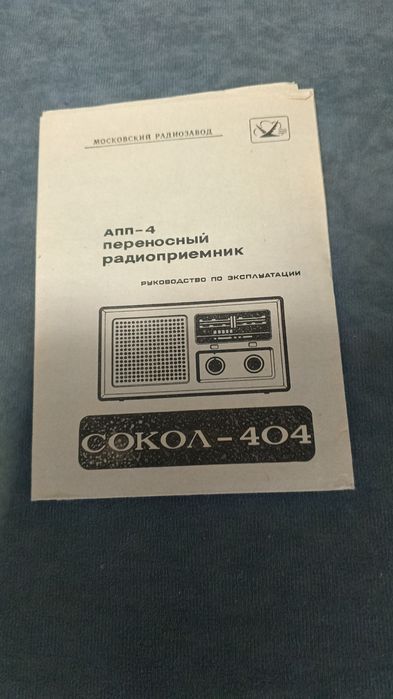 МОСКОВСКИЙ РАДИОЗАВОД
АПП-4
переносный
радиоприемник
РУКОВОДСТВО ПО ЭКСПЛУАТАЦИИ
СОКОЛ-404